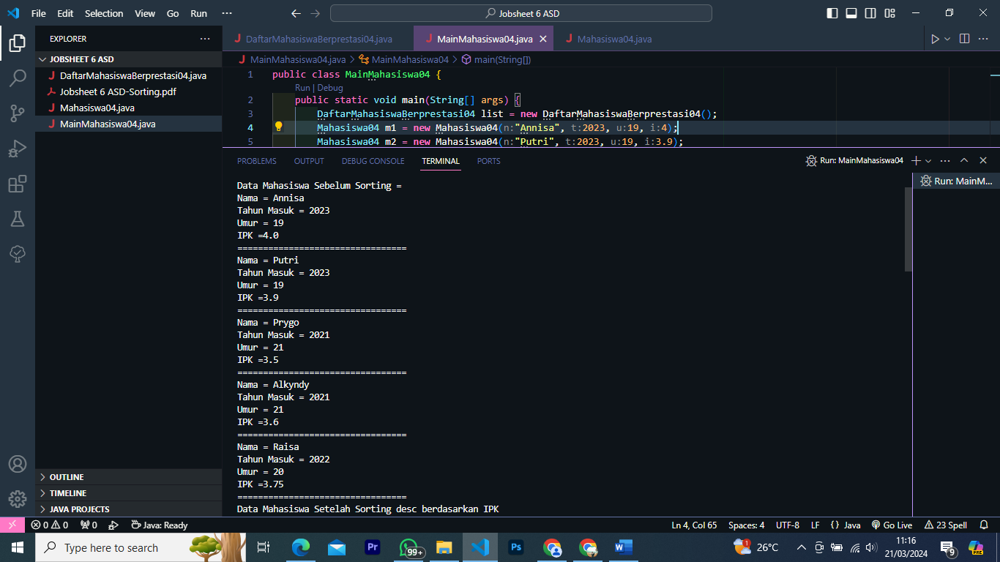 File Edit Selection View Go Run ··· Jobsheet 6 ASD
EXPLORER ···
JOBSHEET 6 ASD
DaftarMahasiswaBerprestasi04.java
Jobsheet 6 ASD-Sorting.pdf
Mahasiswa04.java
MainMahasiswa04.java
OUTLINE
TIMELINE
JAVA PROJECTS
DaftarMahasiswaBerprestasi04.java MainMahasiswa04.java Mahasiswa04.java
MainMahasiswa04.java > MainMahasiswa04 > main(String[])
1 public class MainMahasiswa04 {
Run | Debug
2 public static void main(String[] args) {
3 DaftarMahasiswaBerprestasi04 list = new DaftarMahasiswaBerprestasi04();
4 Mahasiswa04 m1 = new Mahasiswa04(n:"Annisa", t:2023, u:19, i:4);
5 Mahasiswa04 m2 = new Mahasiswa04(n:"Putri", t:2023, u:19, i:3.9);
PROBLEMS OUTPUT DEBUG CONSOLE TERMINAL PORTS Run: MainMahasiswa04
Run: MainM...
Data Mahasiswa Sebelum Sorting =
Nama = Annisa
Tahun Masuk = 2023
Umur = 19
IPK =4.0
=================================
Nama = Putri
Tahun Masuk = 2023
Umur = 19
IPK =3.9
=================================
Nama = Prygo
Tahun Masuk = 2021
Umur = 21
IPK =3.5
=================================
Nama = Alkyndy
Tahun Masuk = 2021
Umur = 21
IPK =3.6
=================================
Nama = Raisa
Tahun Masuk = 2022
Umur = 20
IPK =3.75
=================================
Data Mahasiswa Setelah Sorting desc berdasarkan IPK
0 0 0 Java: Ready Ln 4, Col 65 Spaces: 4 UTF-8 LF {} Java Go Live 23 Spell
Type here to search Pr 99+ Ps W 26°C 11:16
21/03/2024 9 PRE